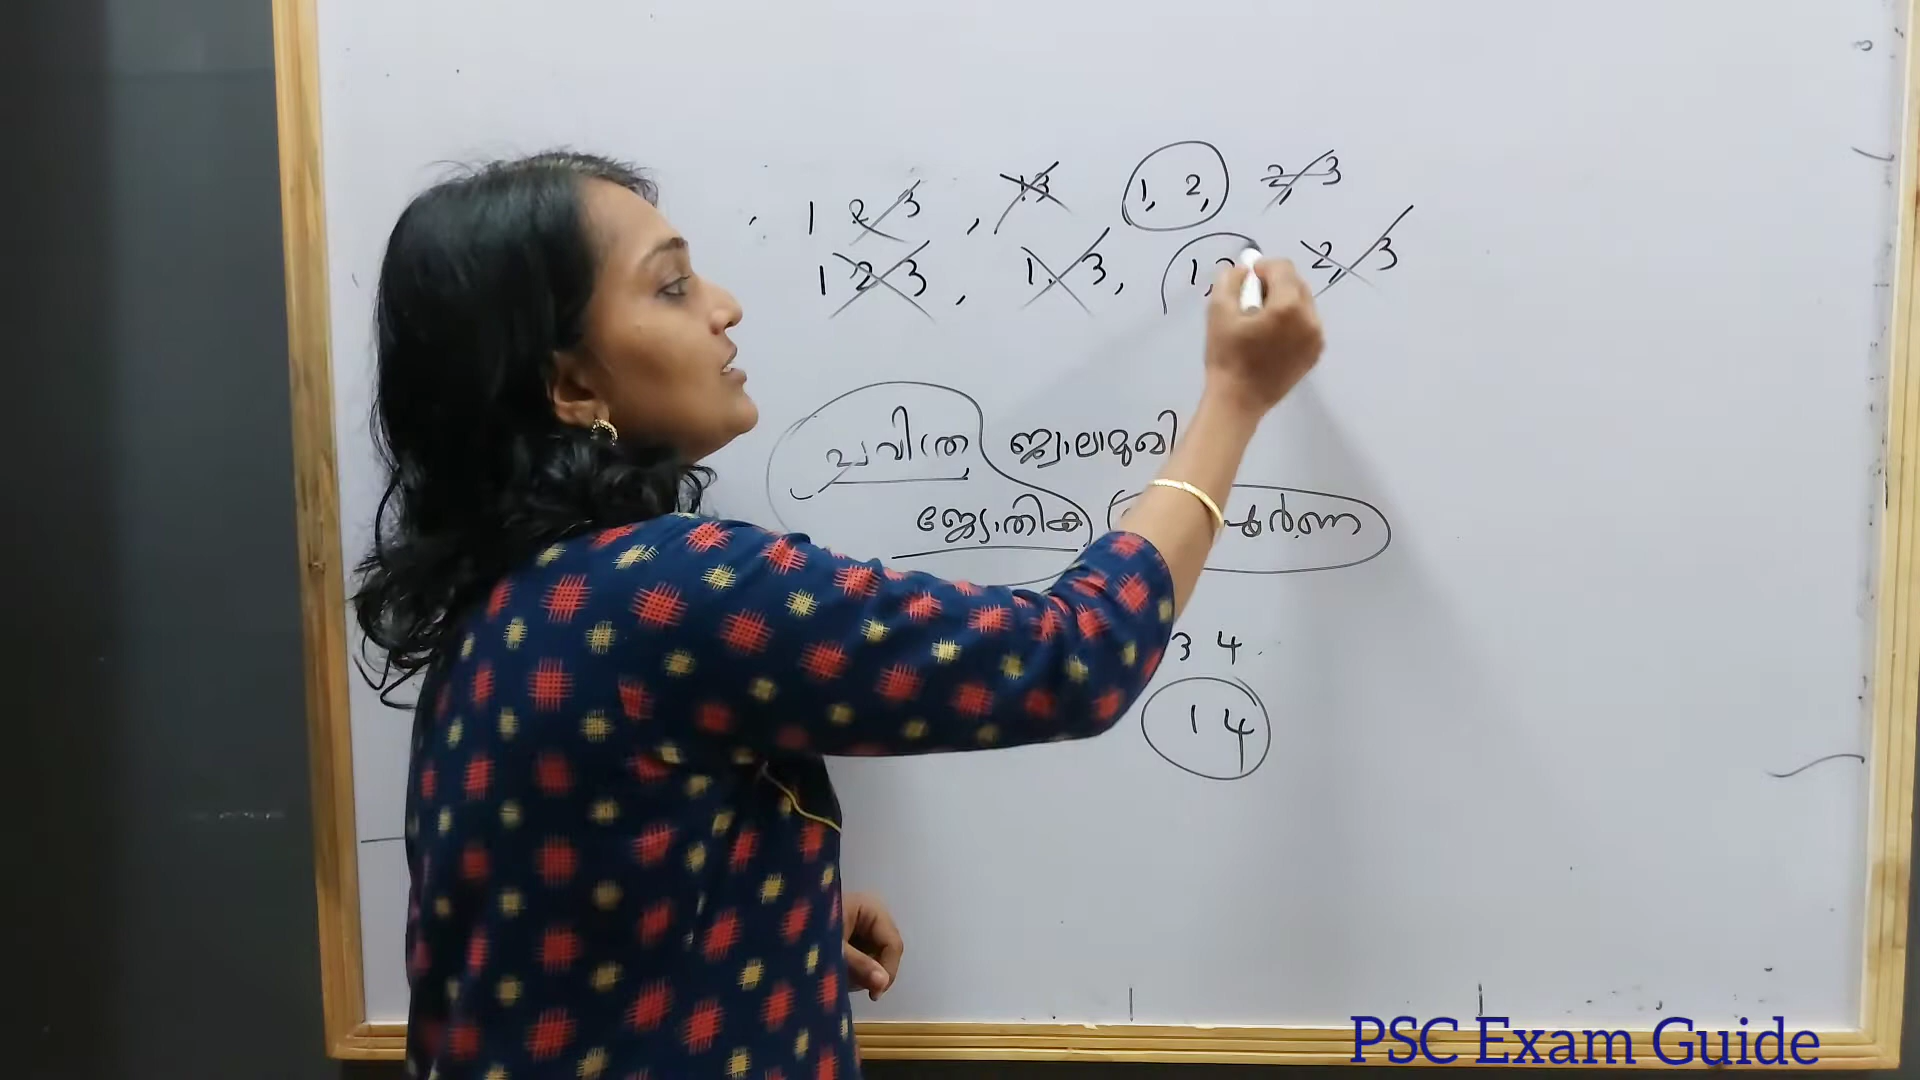 1 2 3 , 1 3 1, 2, 2, 3
1 2 3 , 1, 3, 1, 2, 3
പവിത്ര ജ്വാലാമുഖി
ജ്യോതിക
3 4
1 4
PSC Exam Guide